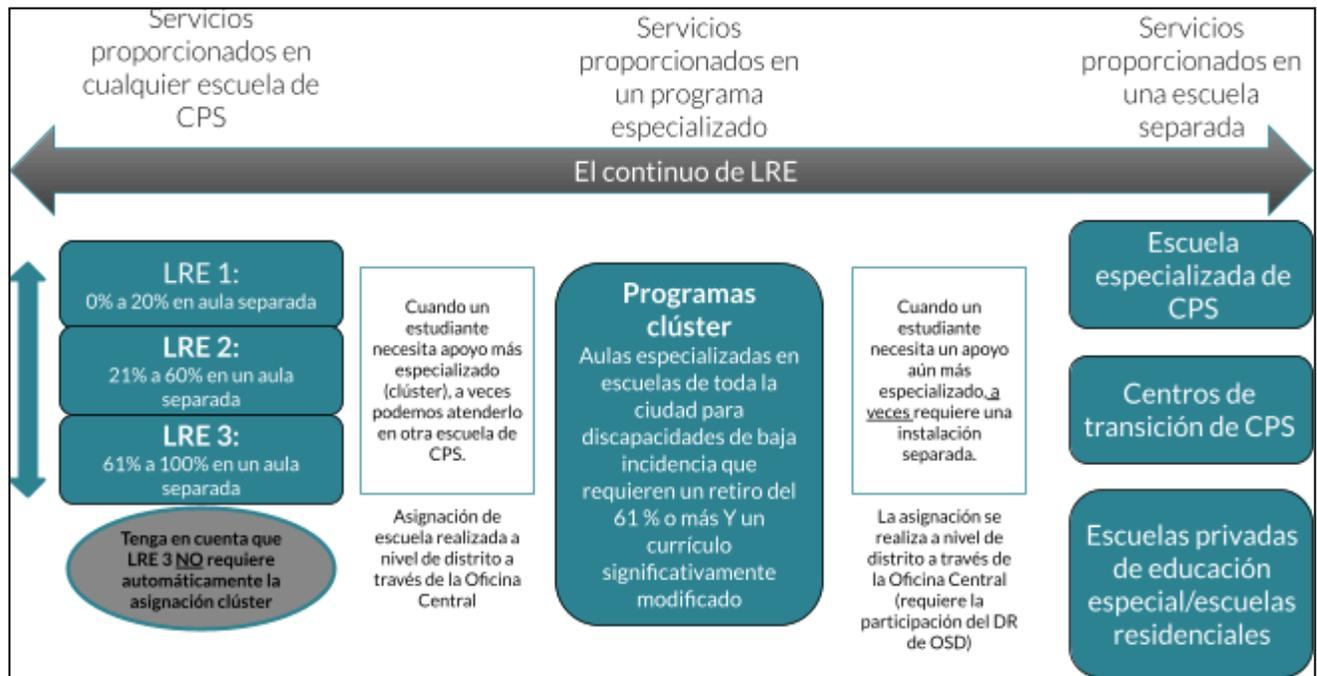 Servicios
proporcionados en
cualquier escuela de
CPS
Servicios
proporcionados en
un programa
especializado
Servicios
proporcionados en
una escuela
separada
El continuo de LRE
LRE 1:
0% a 20% en aula separada
LRE 2:
21% a 60% en un aula
separada
LRE 3:
61% a 100% en un aula
separada
Tenga en cuenta que
LRE 3 NO requiere
automáticamente la
asignación clúster
Cuando un
estudiante
necesita apoyo más
especializado
(clúster), a veces
podemos atenderlo
en otra escuela de
CPS.
Asignación de
escuela realizada a
nivel de distrito a
través de la Oficina
Central
Programas
clúster
Aulas especializadas en
escuelas de toda la
ciudad para
discapacidades de baja
incidencia que
requieren un retiro del
61 % o más Y un
currículo
significativamente
modificado
Cuando un
estudiante
necesita un apoyo
aún más
especializado, a
veces requiere una
instalación
separada.
La asignación se
realiza a nivel de
distrito a través de
la Oficina Central
(requiere la
participación del DR
de OSD)
Escuela
especializada de
CPS
Centros de
transición de CPS
Escuelas privadas
de educación
especial/escuelas
residenciales